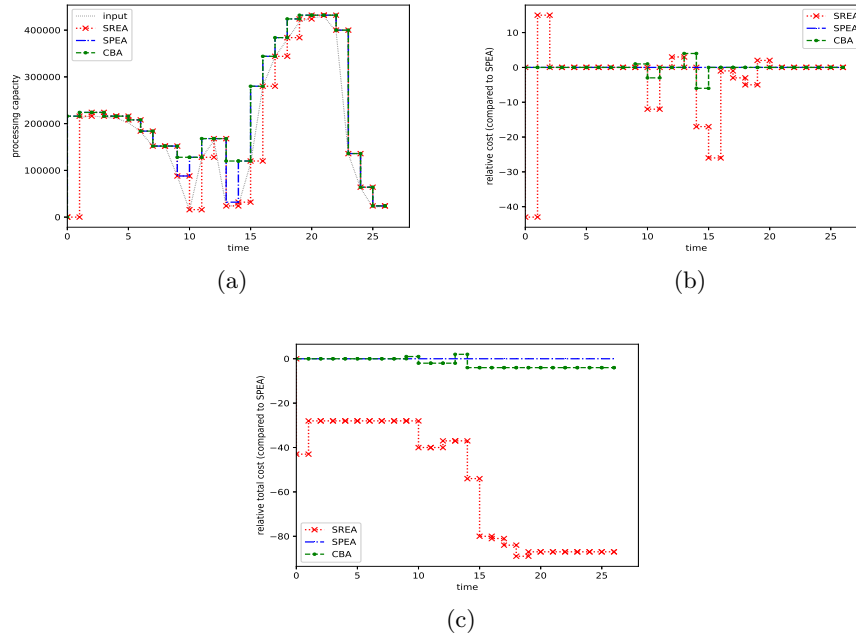 input
SREA
SPEA
CBA
processing capacity
400000
300000
200000
100000
0
0 5 10 15 20 25
time
(a)
SREA
SPEA
CBA
relative cost (compared to SPEA)
10
0
−10
−20
−30
−40
0 5 10 15 20 25
time
(b)
relative total cost (compared to SPEA)
0
−20
−40
−60
−80
SREA
SPEA
CBA
0 5 10 15 20 25
time
(c)